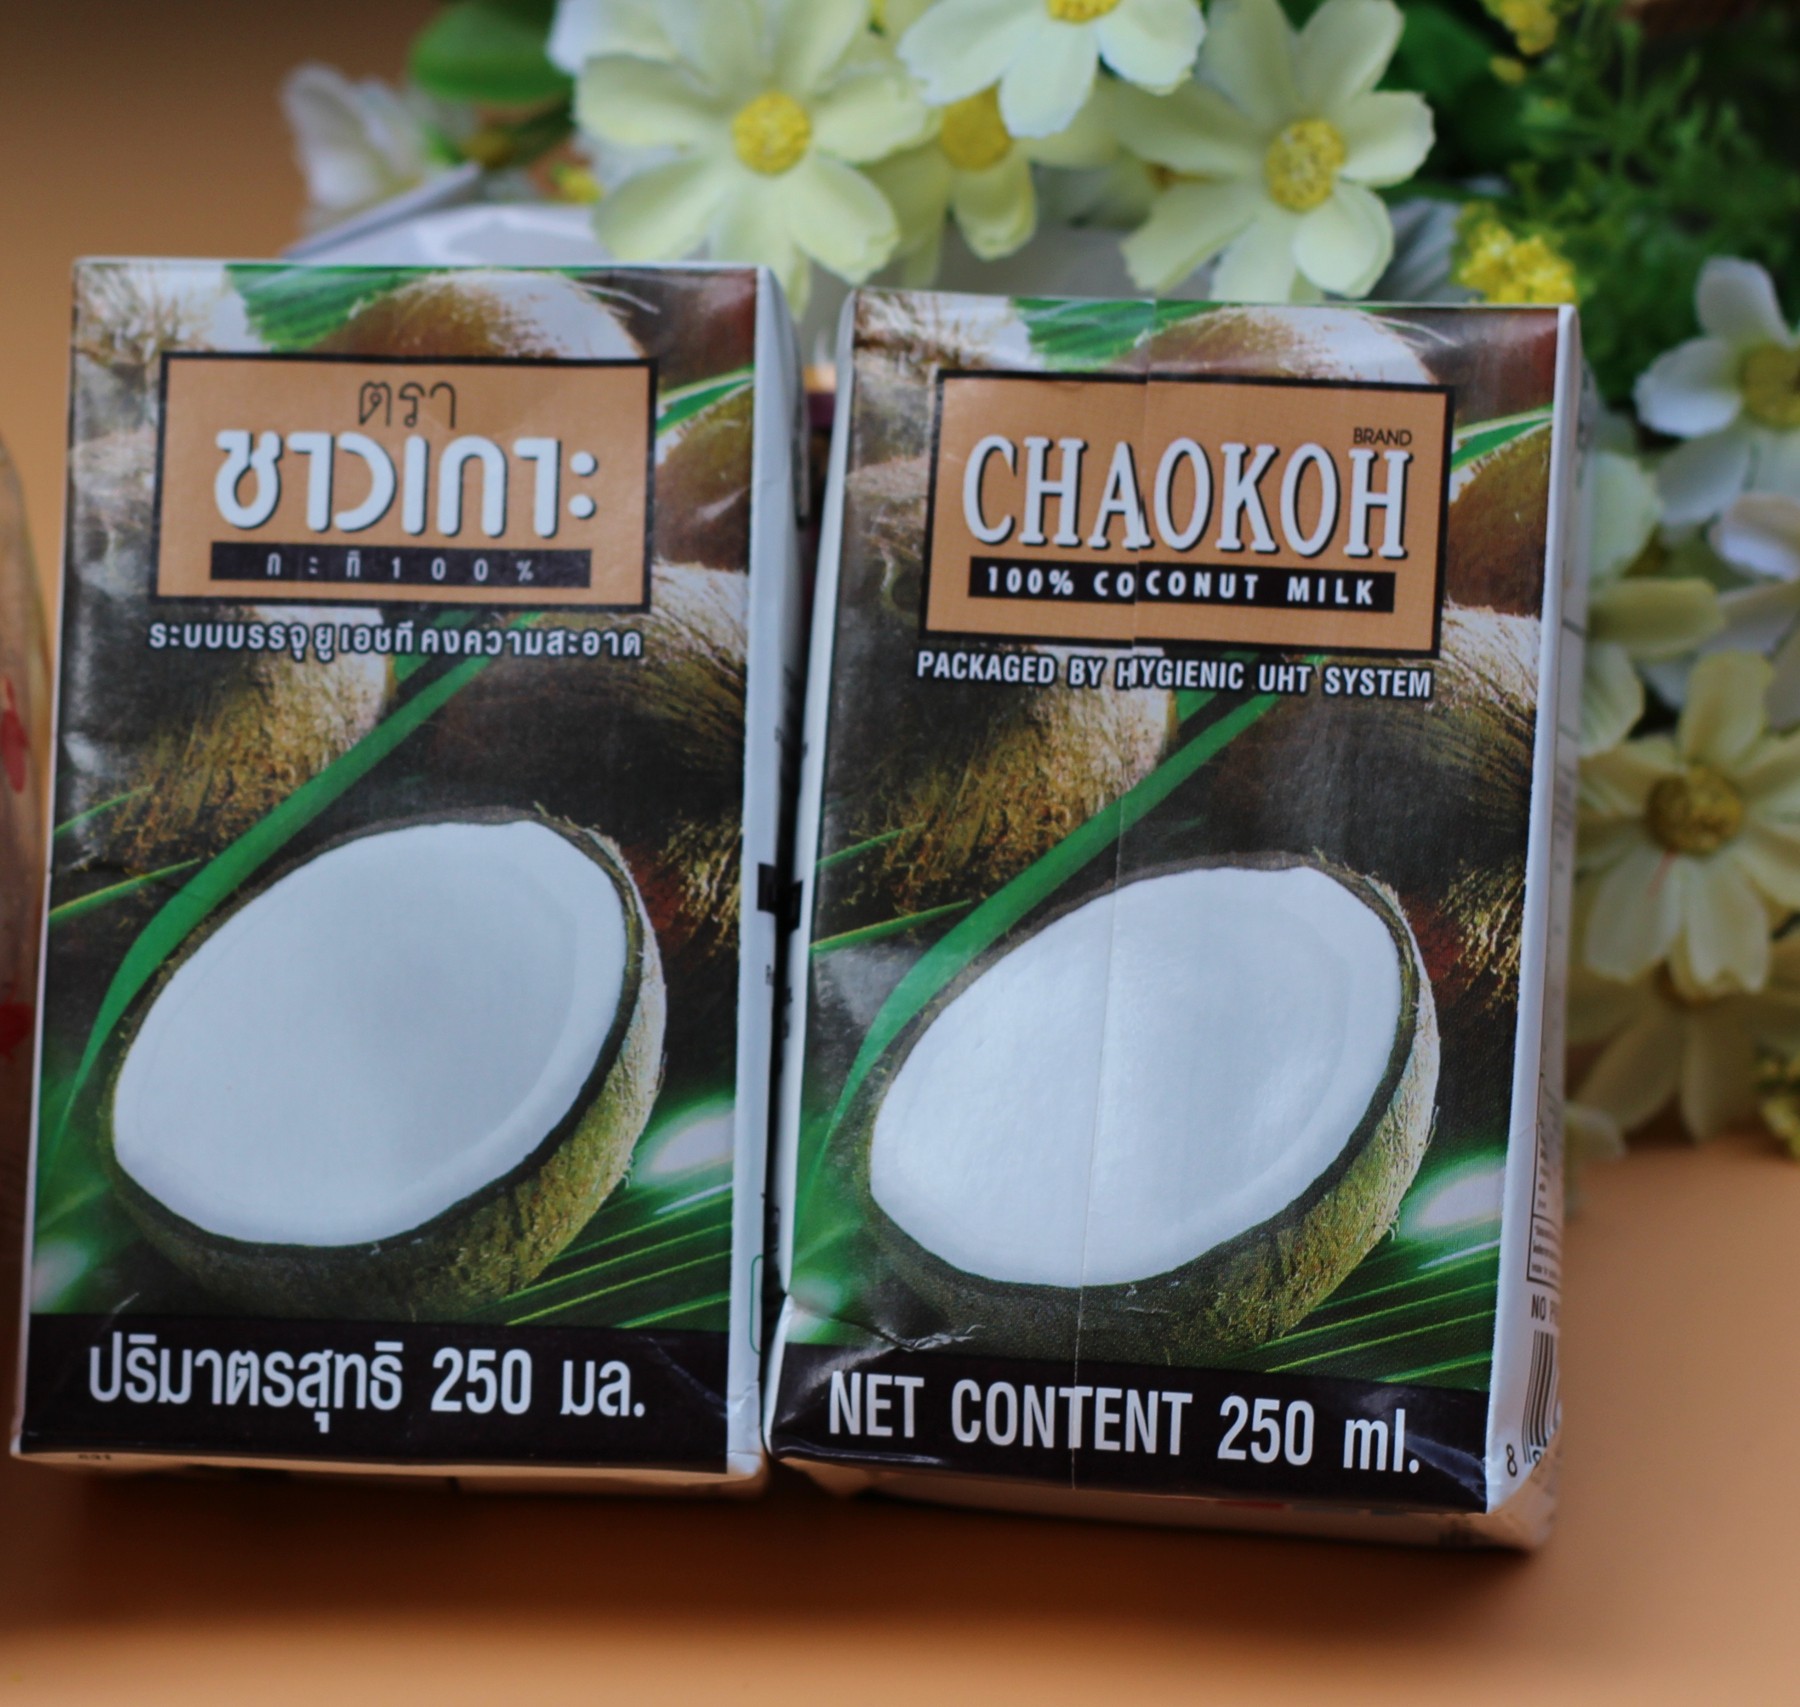 ตรา
ชาวเกาะ
กะทิ100%
ระบบบรรจุยูเอชทีคงความสะอาด
ปริมาตรสุทธิ 250 มล.
CHAOKOH
BRAND
100% COCONUT MILK
PACKAGED BY HYGIENIC UHT SYSTEM
NET CONTENT 250 ml.
NO
8